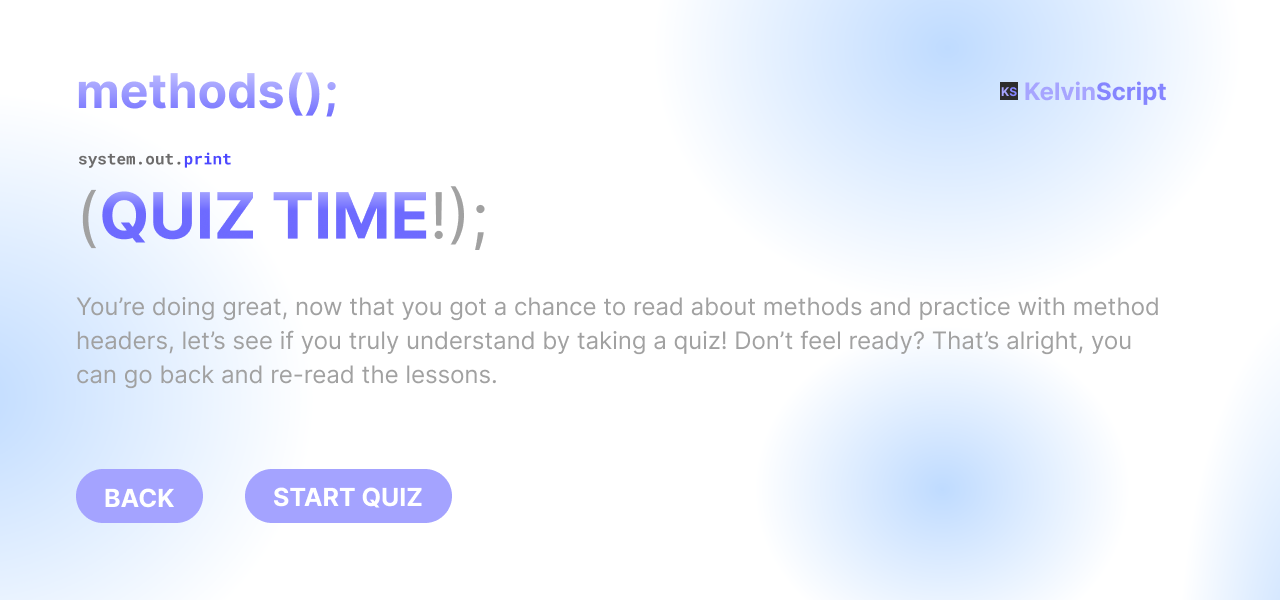 methods();
KS KelvinScript
system.out.print
(QUIZ TIME!);
You’re doing great, now that you got a chance to read about methods and practice with method
headers, let’s see if you truly understand by taking a quiz! Don’t feel ready? That’s alright, you
can go back and re-read the lessons.
BACK
START QUIZ